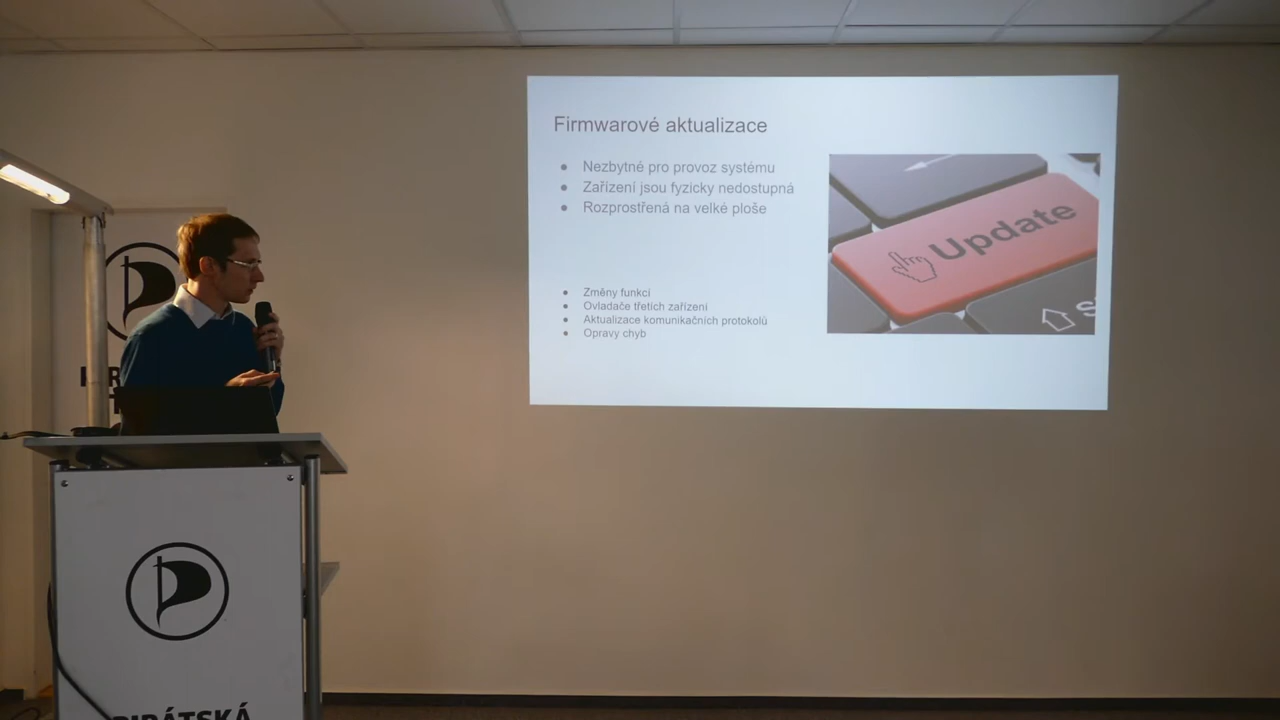 Firmwarové aktualizace
Nezbytné pro provoz systému
Zařízení jsou fyzicky nedostupná
Rozprostřená na velké ploše
Změny funkcí
Ovladače třetích zařízení
Aktualizace komunikačních protokolů
Opravy chyb
Update
PIRÁTSKÁ